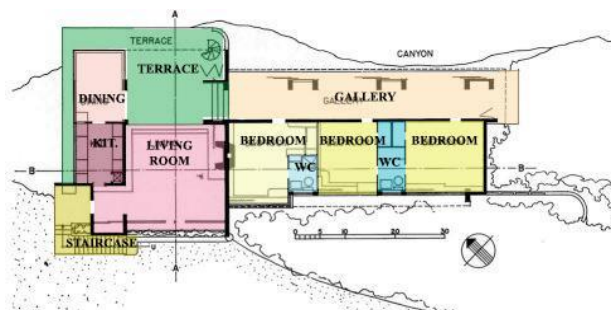 A
TERRACE
CANYON
TERRACE
DINING
GALLERY
KIT.
LIVING
ROOM
BEDROOM
BEDROOM
BEDROOM
WC
WC
B
B
STAIRCASE
0 5 10 20 30
A